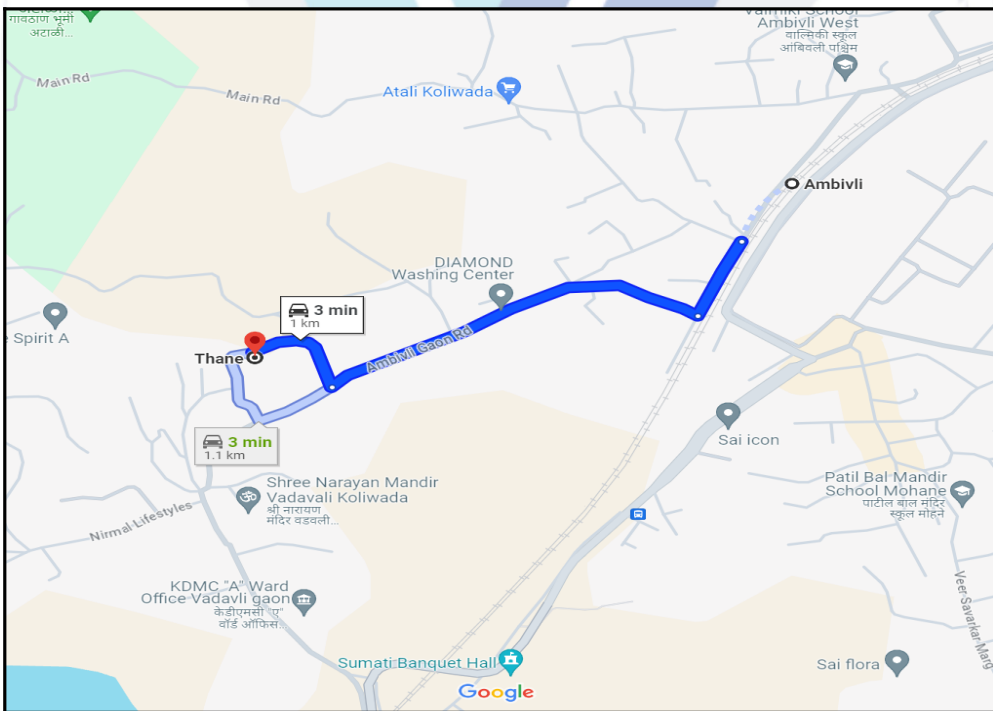 गावठाण भूमी
अटाळी...
Valmiki School
Ambivli West
वाल्मिकी स्कूल
आंबिवली पश्चिम
Main Rd
Main Rd
Atali Koliwada
Ambivli
DIAMOND
Washing Center
3 min
1 km
Spirit A
Thane
Ambivli Gaon Rd
3 min
1.1 km
Sai icon
Shree Narayan Mandir
Vadavali Koliwada
श्री नारायण
मंदिर वडवली...
Patil Bal Mandir
School Mohane
पाटील बाल मंदिर
स्कूल मोहने
Nirmal Lifestyles
KDMC "A" Ward
Office Vadavli gaon
केडीएमसी "ए"
वॉर्ड ऑफिस...
Veer Savarkar Marg
Sumati Banquet Hall
Sai flora
Google